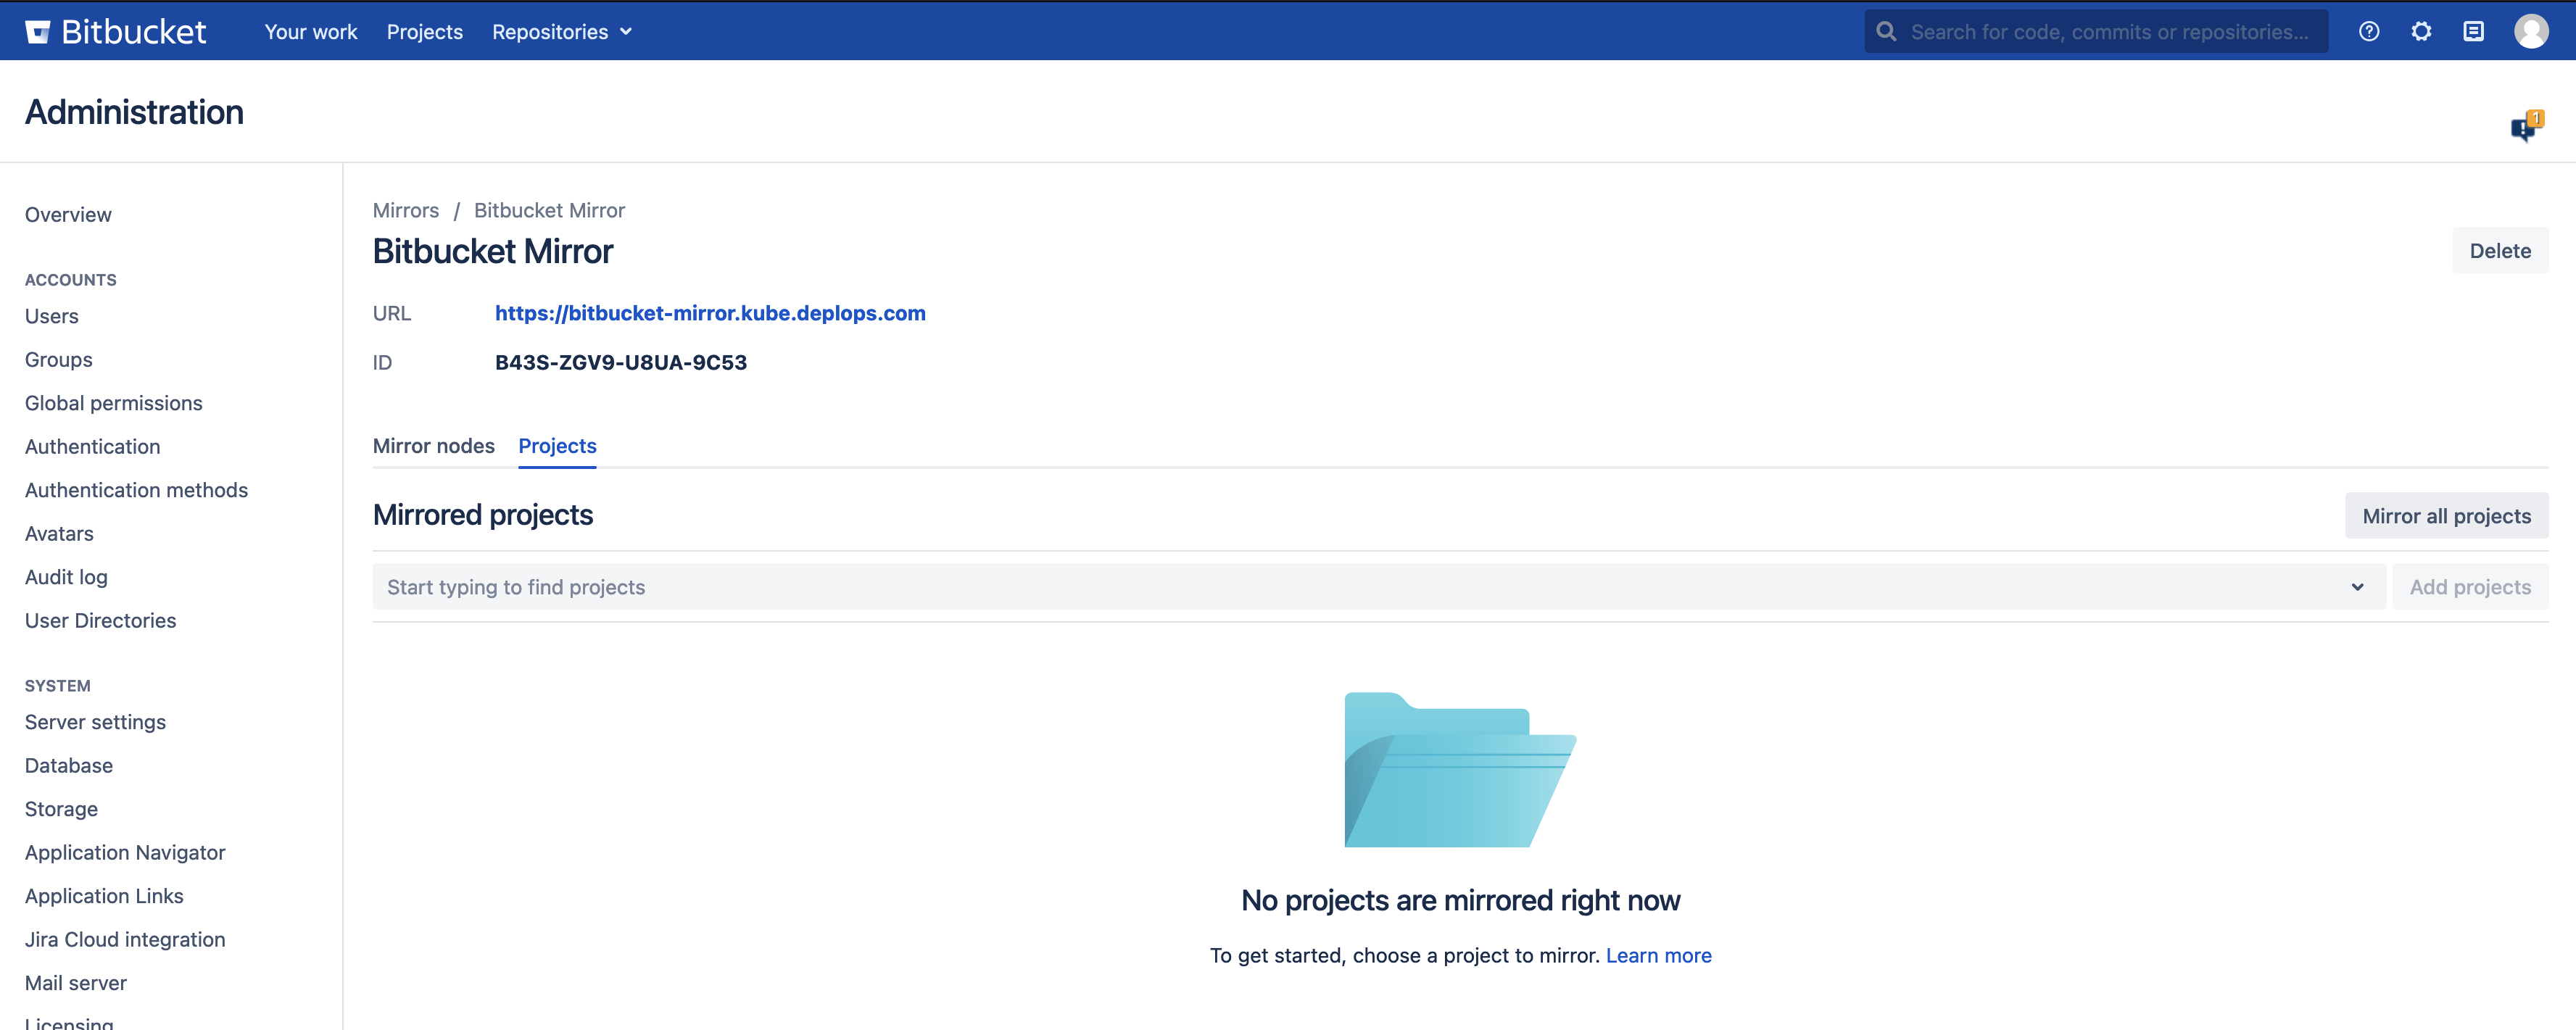 Bitbucket
Your work
Projects
Repositories
Search for code, commits or repositories...
Administration
1
Overview
ACCOUNTS
Users
Groups
Global permissions
Authentication
Authentication methods
Avatars
Audit log
User Directories
SYSTEM
Server settings
Database
Storage
Application Navigator
Application Links
Jira Cloud integration
Mail server
Licensing
Mirrors / Bitbucket Mirror
Bitbucket Mirror
Delete
URL https://bitbucket-mirror.kube.deplops.com
ID B43S-ZGV9-U8UA-9C53
Mirror nodes
Projects
Mirrored projects
Mirror all projects
Start typing to find projects
Add projects
No projects are mirrored right now
To get started, choose a project to mirror. Learn more